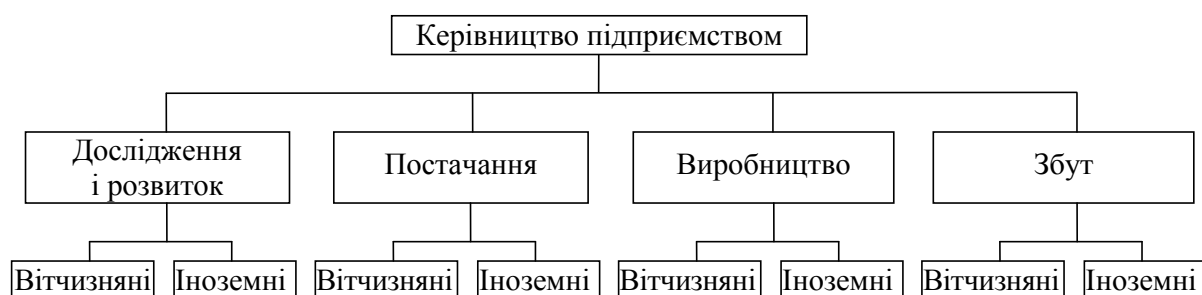 Керівництво підприємством
Дослідження
і розвиток
Постачання
Виробництво
Збут
Вітчизняні
Іноземні
Вітчизняні
Іноземні
Вітчизняні
Іноземні
Вітчизняні
Іноземні